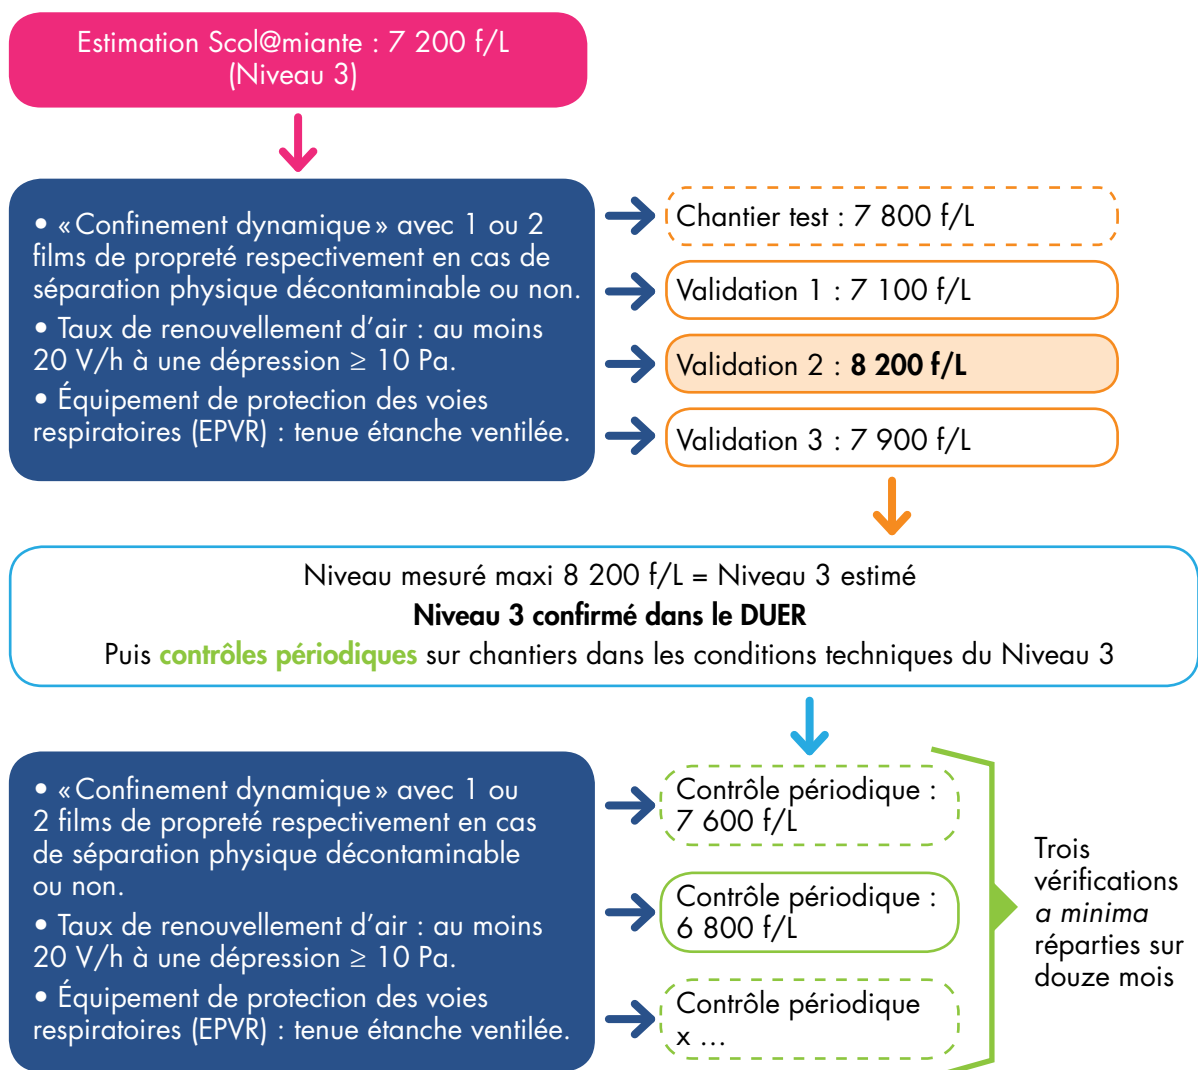 Estimation Scol@miante : 7 200 f/L
(Niveau 3)
• « Confinement dynamique » avec 1 ou 2
films de propreté respectivement en cas de
séparation physique décontaminable ou non.
• Taux de renouvellement d’air : au moins
20 V/h à une dépression ≥ 10 Pa.
• Équipement de protection des voies
respiratoires (EPVR) : tenue étanche ventilée.
Chantier test : 7 800 f/L
Validation 1 : 7 100 f/L
Validation 2 : 8 200 f/L
Validation 3 : 7 900 f/L
Niveau mesuré maxi 8 200 f/L = Niveau 3 estimé
Niveau 3 confirmé dans le DUER
Puis contrôles périodiques sur chantiers dans les conditions techniques du Niveau 3
• « Confinement dynamique » avec 1 ou
2 films de propreté respectivement en cas
de séparation physique décontaminable
ou non.
• Taux de renouvellement d’air : au moins
20 V/h à une dépression ≥ 10 Pa.
• Équipement de protection des voies
respiratoires (EPVR) : tenue étanche ventilée.
Contrôle périodique :
7 600 f/L
Contrôle périodique :
6 800 f/L
Contrôle périodique
x ...
Trois
vérifications
a minima
réparties sur
douze mois